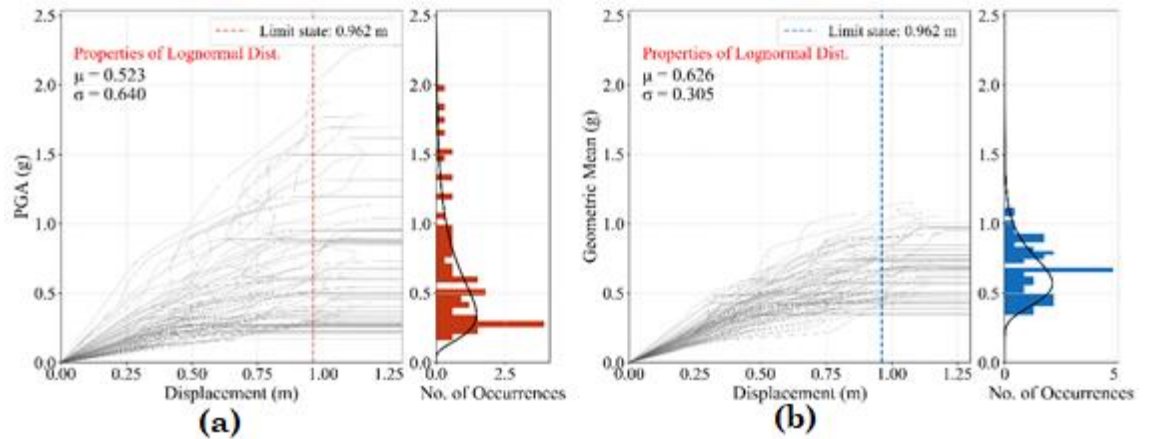 2.5
2.0
1.5
1.0
0.5
0.0
PGA (g)
Limit state: 0.962 m
Properties of Lognormal Dist.
μ = 0.523
σ = 0.640
0.00 0.25 0.50 0.75 1.00 1.25
Displacement (m)
2.5
2.0
1.5
1.0
0.5
0.0
0 2.5
No. of Occurrences
(a)
2.5
2.0
1.5
1.0
0.5
0.0
Geometric Mean (g)
Limit state: 0.962 m
Properties of Lognormal Dist.
μ = 0.626
σ = 0.305
0.00 0.25 0.50 0.75 1.00 1.25
Displacement (m)
2.5
2.0
1.5
1.0
0.5
0.0
0 5
No. of Occurrences
(b)